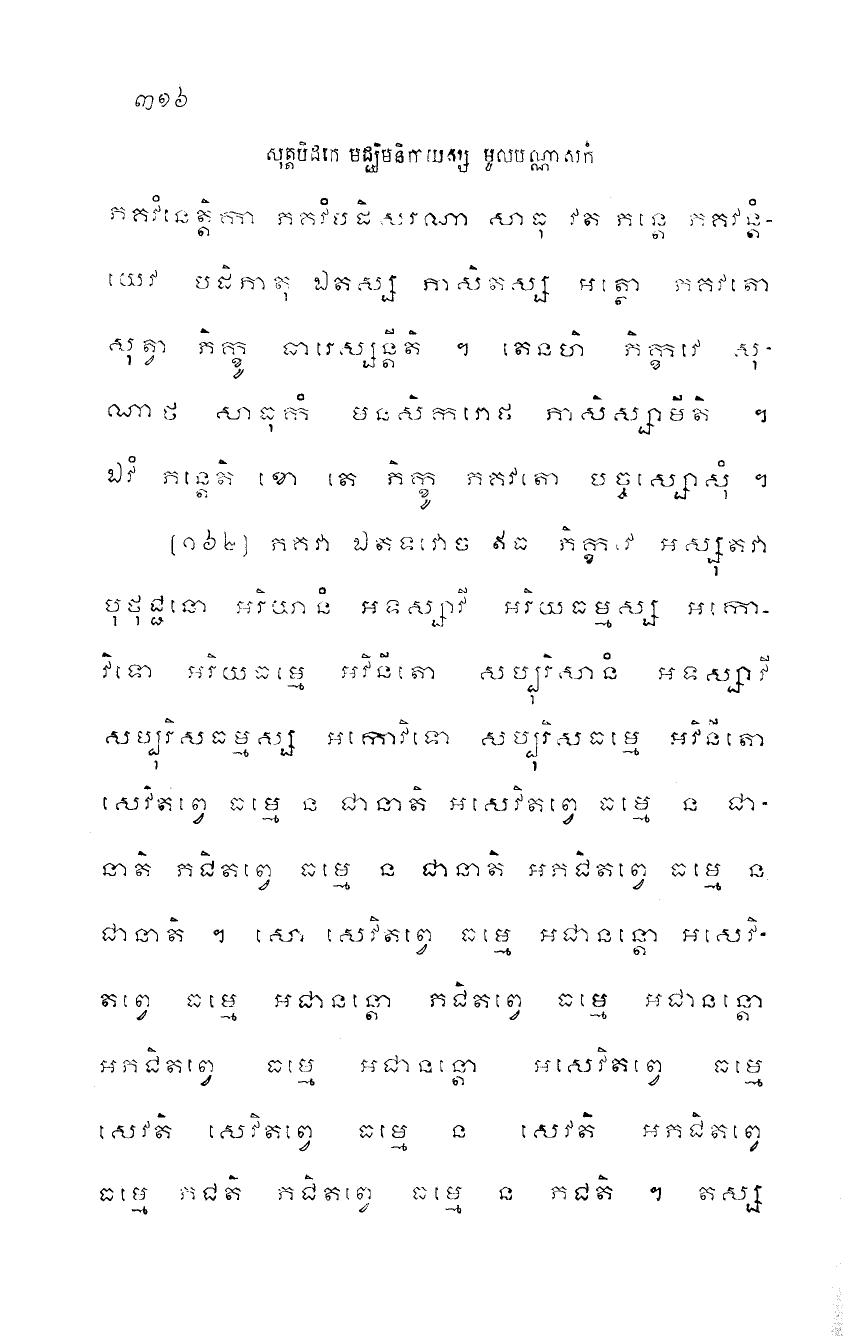 ៣១៦
សុត្តបិដកេ មជ្ឈិមនិកាយស្ស មូលបណ្ណាសកំ
ភគវំនេត្តិកា ភគវំបដិសរណា សាធុ វត ភន្តេ ភគវន្តំ-
យេវ បដិភាតុ ឯតស្ស ភាសិតស្ស អត្ថោ ភគវតោ
សុត្វា ភិក្ខូ ធារេស្សន្តីតិ ។ តេនហិ ភិក្ខវេ សុ-
ណាថ សាធុកំ មនសិករោថ ភាសិស្សាមីតិ ។
ឯវំ ភន្តេតិ ខោ តេ ភិក្ខូ ភគវតោ បច្ចស្សោសុំ ។
[១៦២] ភគវា ឯតទវោច ឥធ ភិក្ខវេ អស្សុតវា
បុថុជ្ជនោ អរិយានំ អទស្សាវី អរិយធម្មស្ស អកោ-
វិទោ អរិយធម្មេ អវិនីតោ សប្បុរិសានំ អទស្សាវី
សប្បុរិសធម្មស្ស អកោវិទោ សប្បុរិសធម្មេ អវិនីតោ
សេវិតព្វេ ធម្មេ ន ជានាតិ អសេវិតព្វេ ធម្មេ ន ជា-
នាតិ ភជិតព្វេ ធម្មេ ន ជានាតិ អភជិតព្វេ ធម្មេ ន
ជានាតិ ។ សោ សេវិតព្វេ ធម្មេ អជានន្តោ អសេវិ-
តព្វេ ធម្មេ អជានន្តោ ភជិតព្វេ ធម្មេ អជានន្តោ
អភជិតព្វេ ធម្មេ អជានន្តោ អសេវិតព្វេ ធម្មេ
សេវតិ សេវិតព្វេ ធម្មេ ន សេវតិ អភជិតព្វេ
ធម្មេ ភជតិ ភជិតព្វេ ធម្មេ ន ភជតិ ។ តស្ស